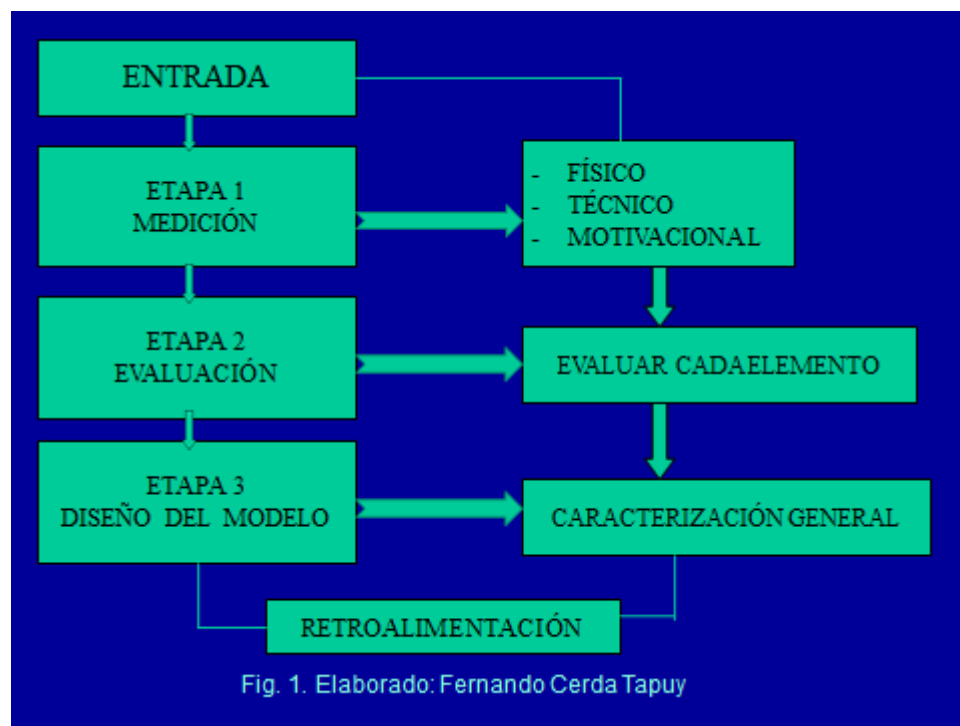 ENTRADA
ETAPA 1
MEDICIÓN
- FÍSICO
- TÉCNICO
- MOTIVACIONAL
ETAPA 2
EVALUACIÓN
EVALUAR CADAELEMENTO
ETAPA 3
DISEÑO DEL MODELO
CARACTERIZACIÓN GENERAL
RETROALIMENTACIÓN
Fig. 1. Elaborado: Fernando Cerda Tapuy